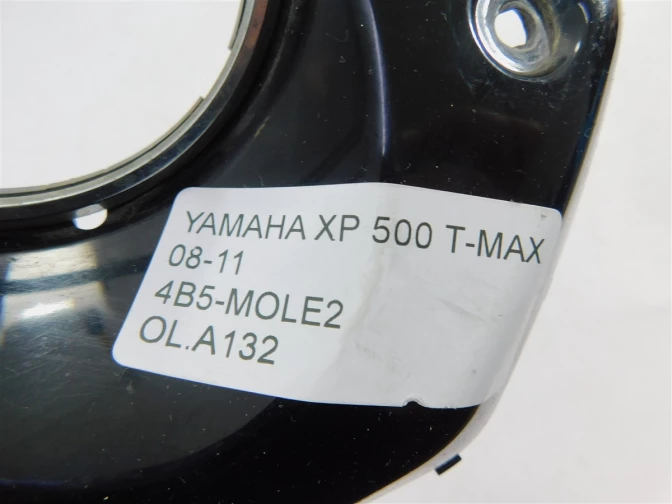 YAMAHA XP 500 T-MAX
08-11
4B5-MOLE2
OL.A132